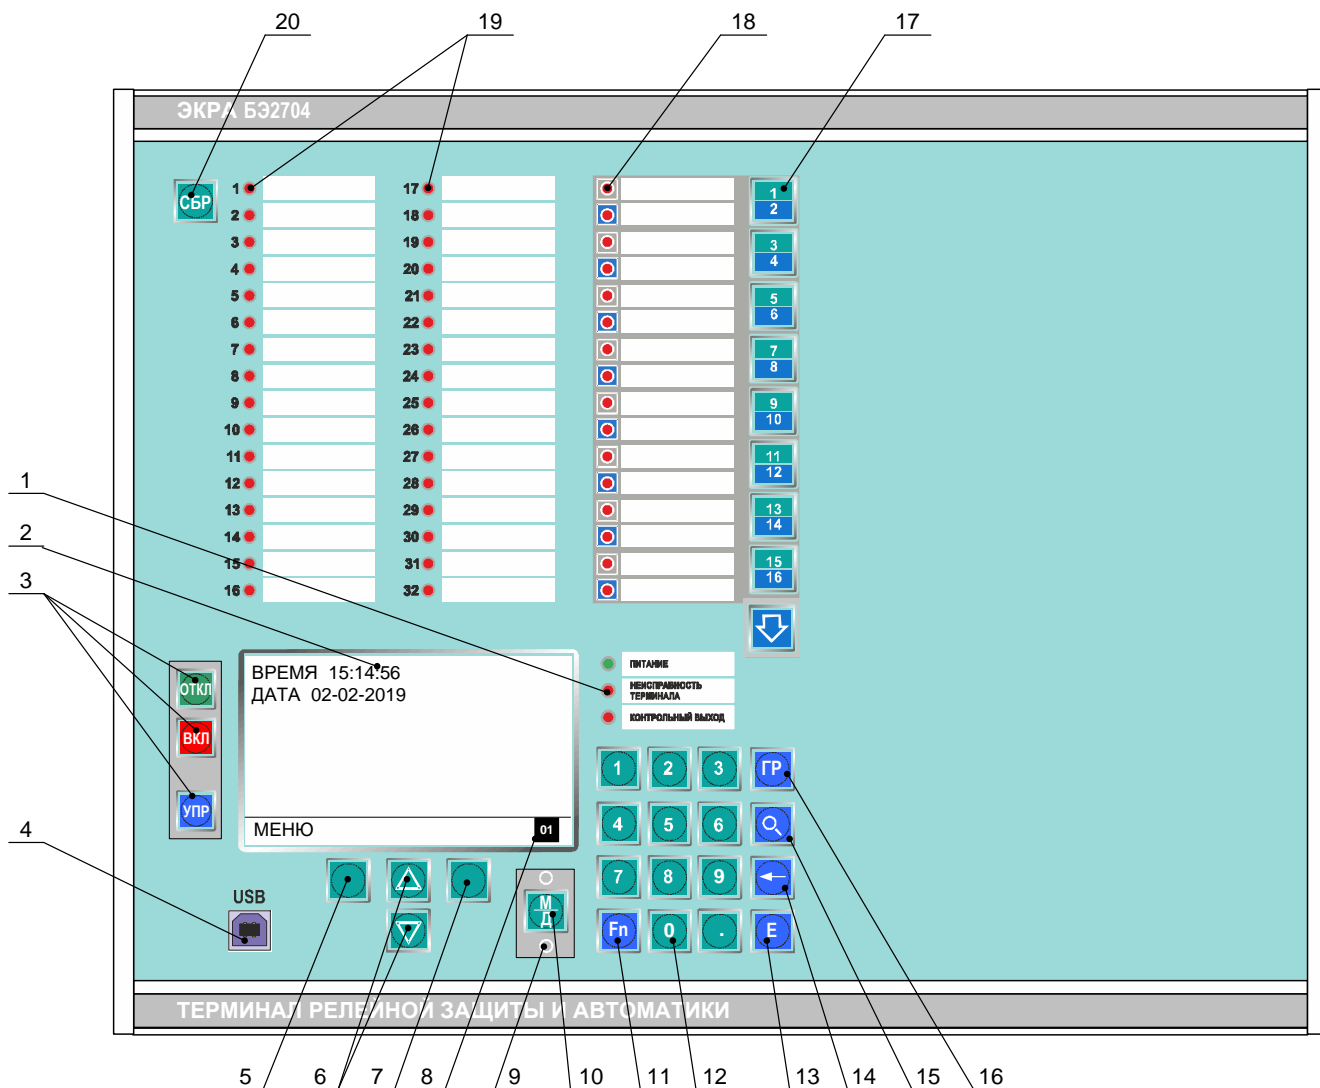 20 19 18 17
ЭКРА БЭ2704
СБР
1 17 1
2 18 2
3 19 3
4 20 4
5 21 5
6 22 6
7 23 7
8 24 8
9 25 9
10 26 10
11 27 11
12 28 12
13 29 13
14 30 14
15 31 15
16 32 16
1
2
3
4
ОТКЛ
ВКЛ
УПР
ВРЕМЯ 15:14:56
ДАТА 02-02-2019
МЕНЮ 01
ПИТАНИЕ
НЕИСПРАВНОСТЬ
ТЕРМИНАЛА
КОНТРОЛЬНЫЙ ВЫХОД
1 2 3 ГР
4 5 6
7 8 9
Fn 0 . E
USB
М
Д
ТЕРМИНАЛ РЕЛЕЙНОЙ ЗАЩИТЫ И АВТОМАТИКИ
5 6 7 8 9 10 11 12 13 14 15 16